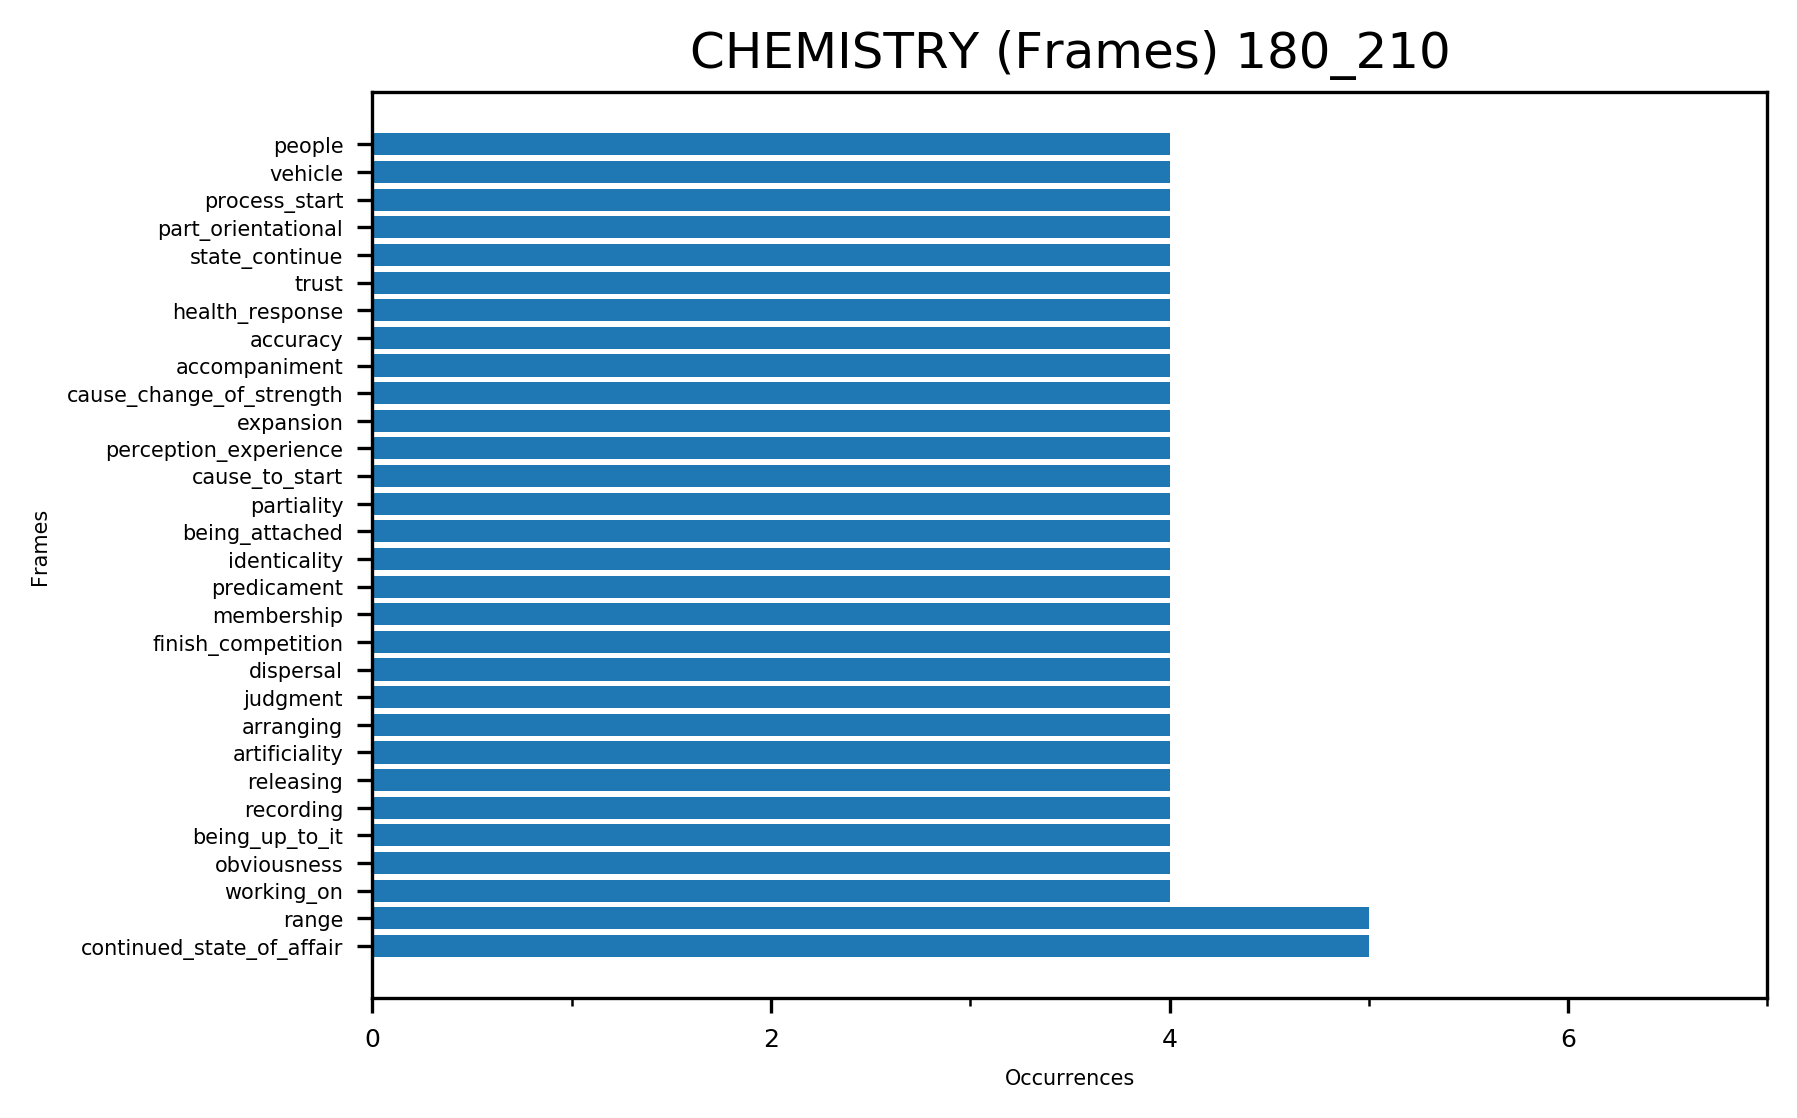 CHEMISTRY (Frames) 180_210
people
vehicle
process_start
part_orientational
state_continue
trust
health_response
accuracy
accompaniment
cause_change_of_strength
expansion
perception_experience
cause_to_start
partiality
being_attached
identicality
predicament
membership
finish_competition
dispersal
judgment
arranging
artificiality
releasing
recording
being_up_to_it
obviousness
working_on
range
continued_state_of_affair
Frames
0 2 4 6
Occurrences